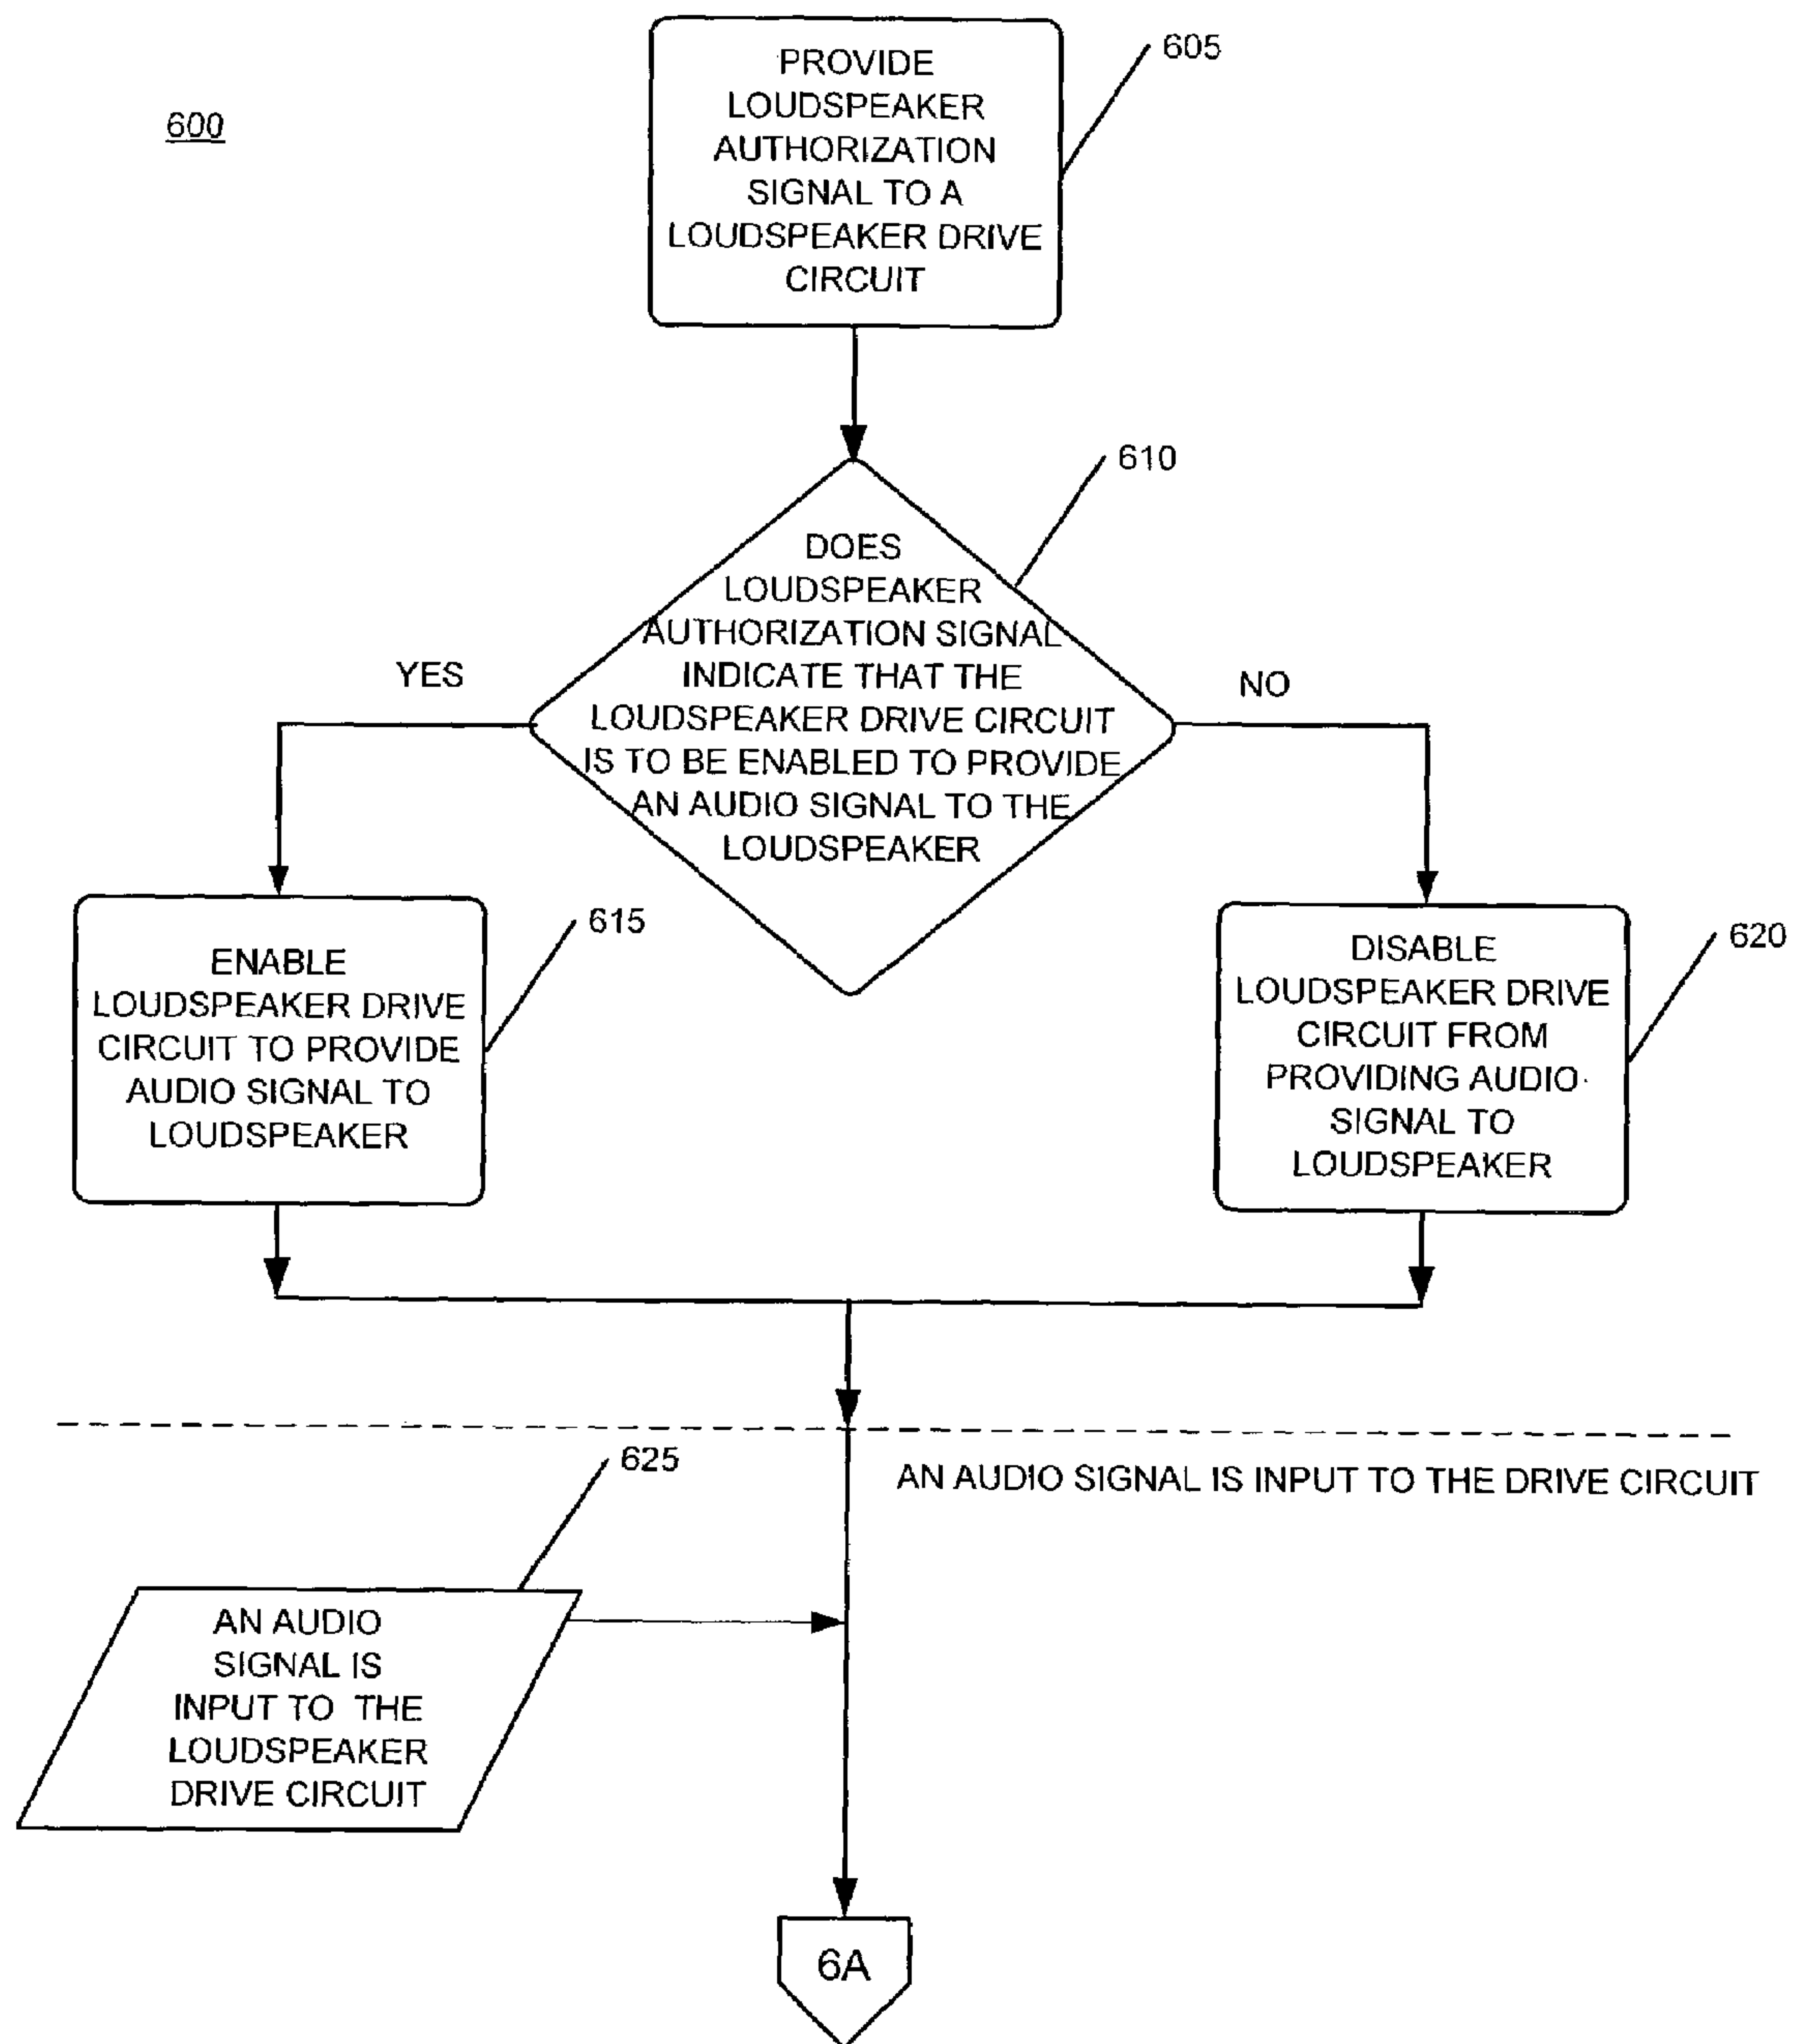 600
PROVIDE
LOUDSPEAKER
AUTHORIZATION
SIGNAL TO A
LOUDSPEAKER DRIVE
CIRCUIT
605
610
DOES
LOUDSPEAKER
AUTHORIZATION SIGNAL
INDICATE THAT THE
LOUDSPEAKER DRIVE CIRCUIT
IS TO BE ENABLED TO PROVIDE
AN AUDIO SIGNAL TO THE
LOUDSPEAKER
YES
NO
615
ENABLE
LOUDSPEAKER DRIVE
CIRCUIT TO PROVIDE
AUDIO SIGNAL TO
LOUDSPEAKER
620
DISABLE
LOUDSPEAKER DRIVE
CIRCUIT FROM
PROVIDING AUDIO
SIGNAL TO
LOUDSPEAKER
625
AN AUDIO SIGNAL IS INPUT TO THE DRIVE CIRCUIT
AN AUDIO
SIGNAL IS
INPUT TO THE
LOUDSPEAKER
DRIVE CIRCUIT
6A